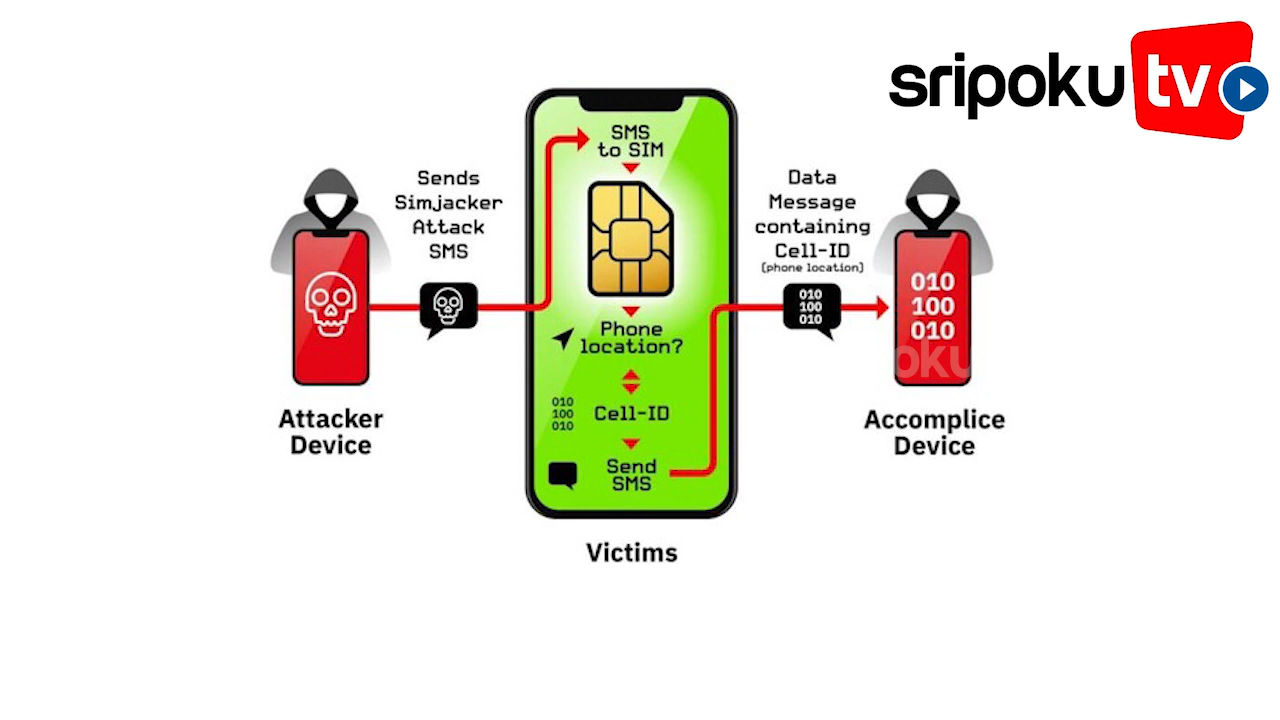 sripoku tv
Sends
Simjacker
Attack
SMS
SMS
to SIM
Data
Message
containing
Cell-ID
(phone location)
010
100
010
010
100
010
oku
Phone
location?
010
100
010
Cell-ID
Send
SMS
Attacker
Device
Accomplice
Device
Victims